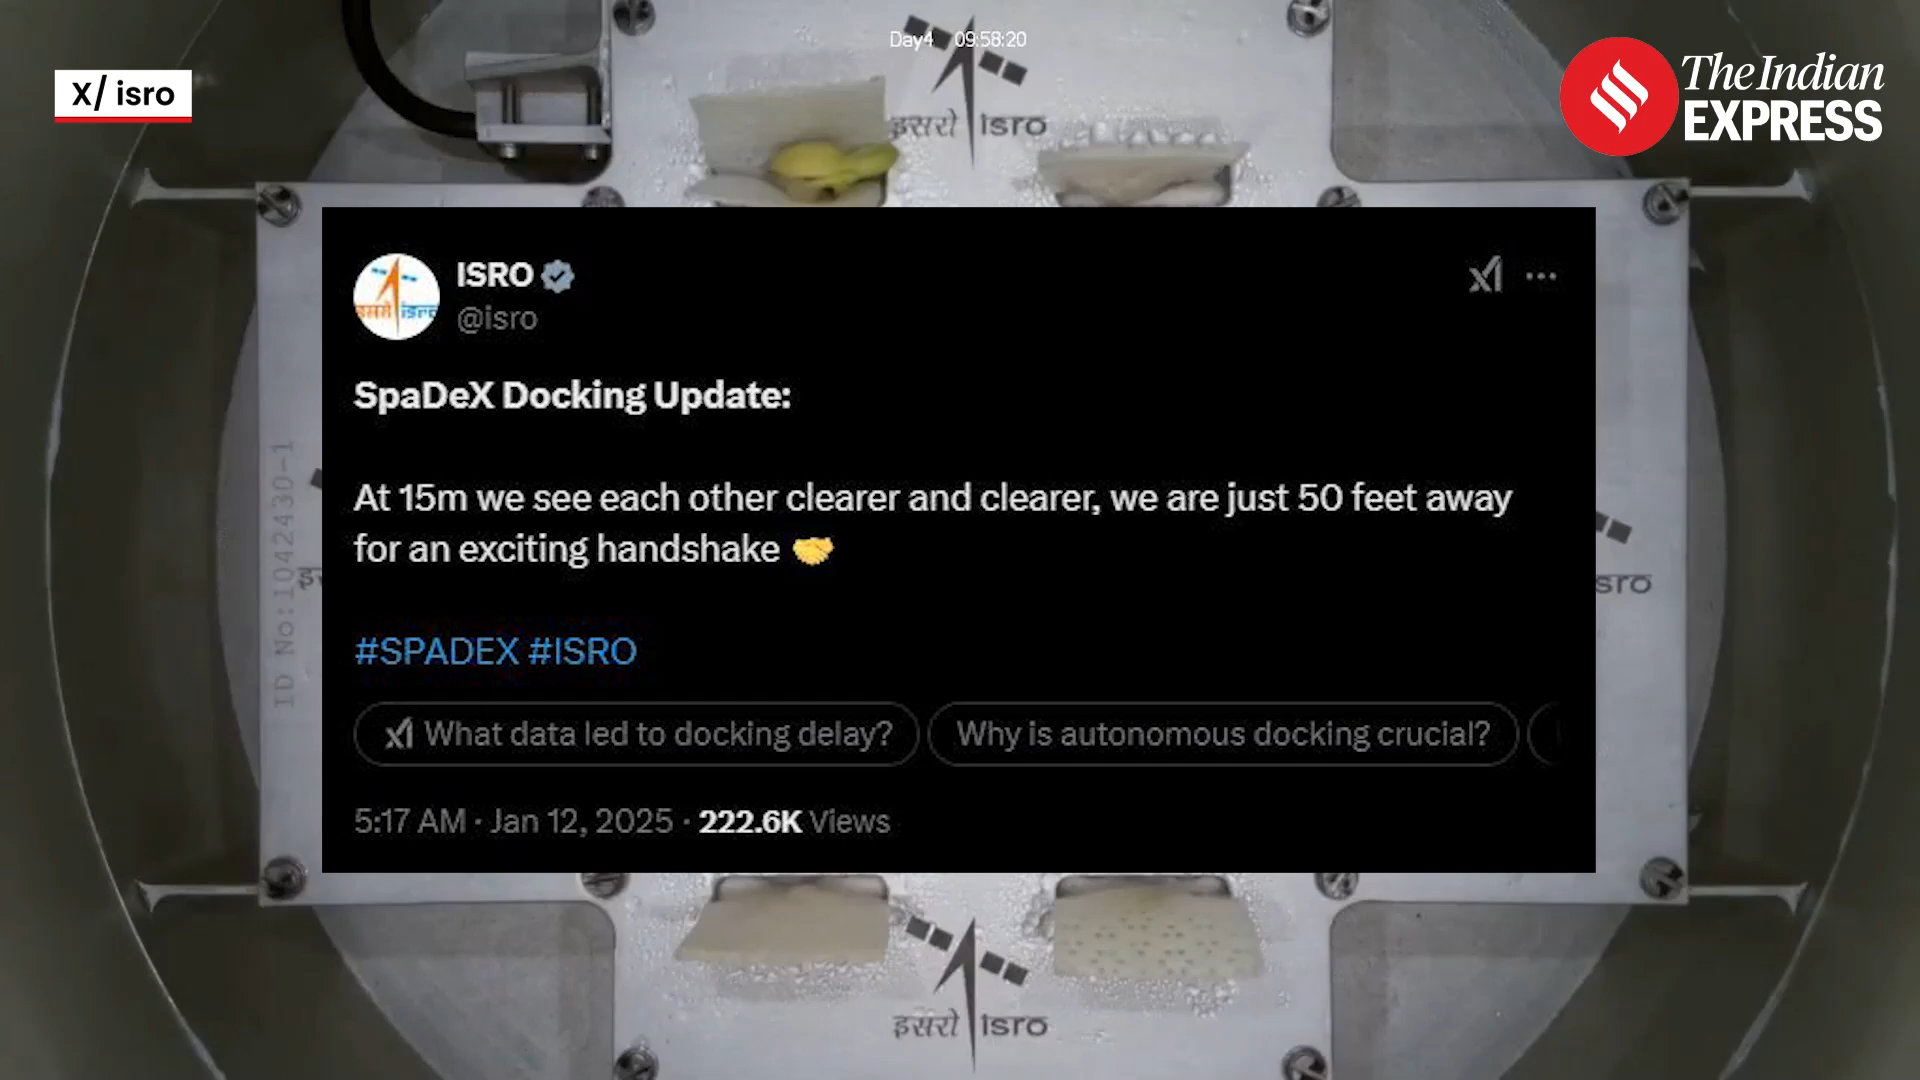 Day4 09:58:20
X/ isro
The Indian
EXPRESS
इसरो isro
ISRO
@isro
SpaDeX Docking Update:
At 15m we see each other clearer and clearer, we are just 50 feet away
for an exciting handshake 🤝
#SPADEX #ISRO
What data led to docking delay?
Why is autonomous docking crucial?
5:17 AM · Jan 12, 2025 · 222.6K Views
ID No:1042430-1
sro
इसरो isro